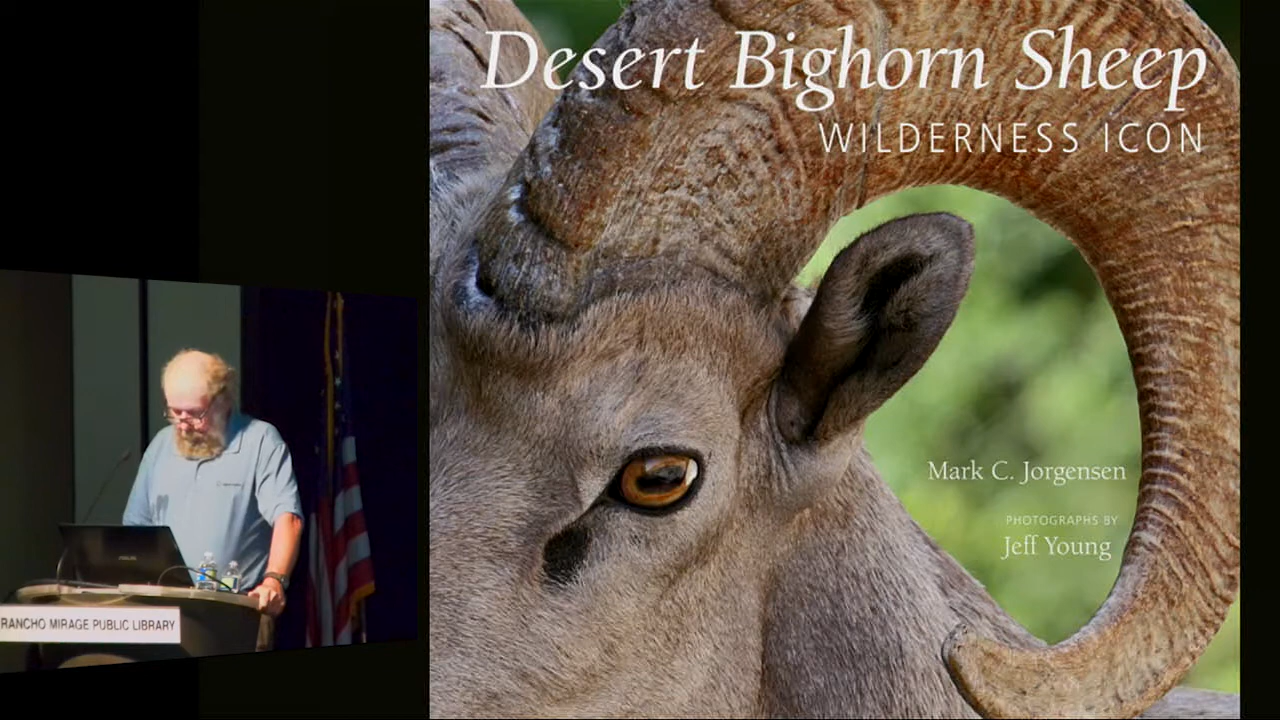 Desert Bighorn Sheep
WILDERNESS ICON
Mark C. Jorgensen
PHOTOGRAPHS BY
Jeff Young
RANCHO MIRAGE PUBLIC LIBRARY